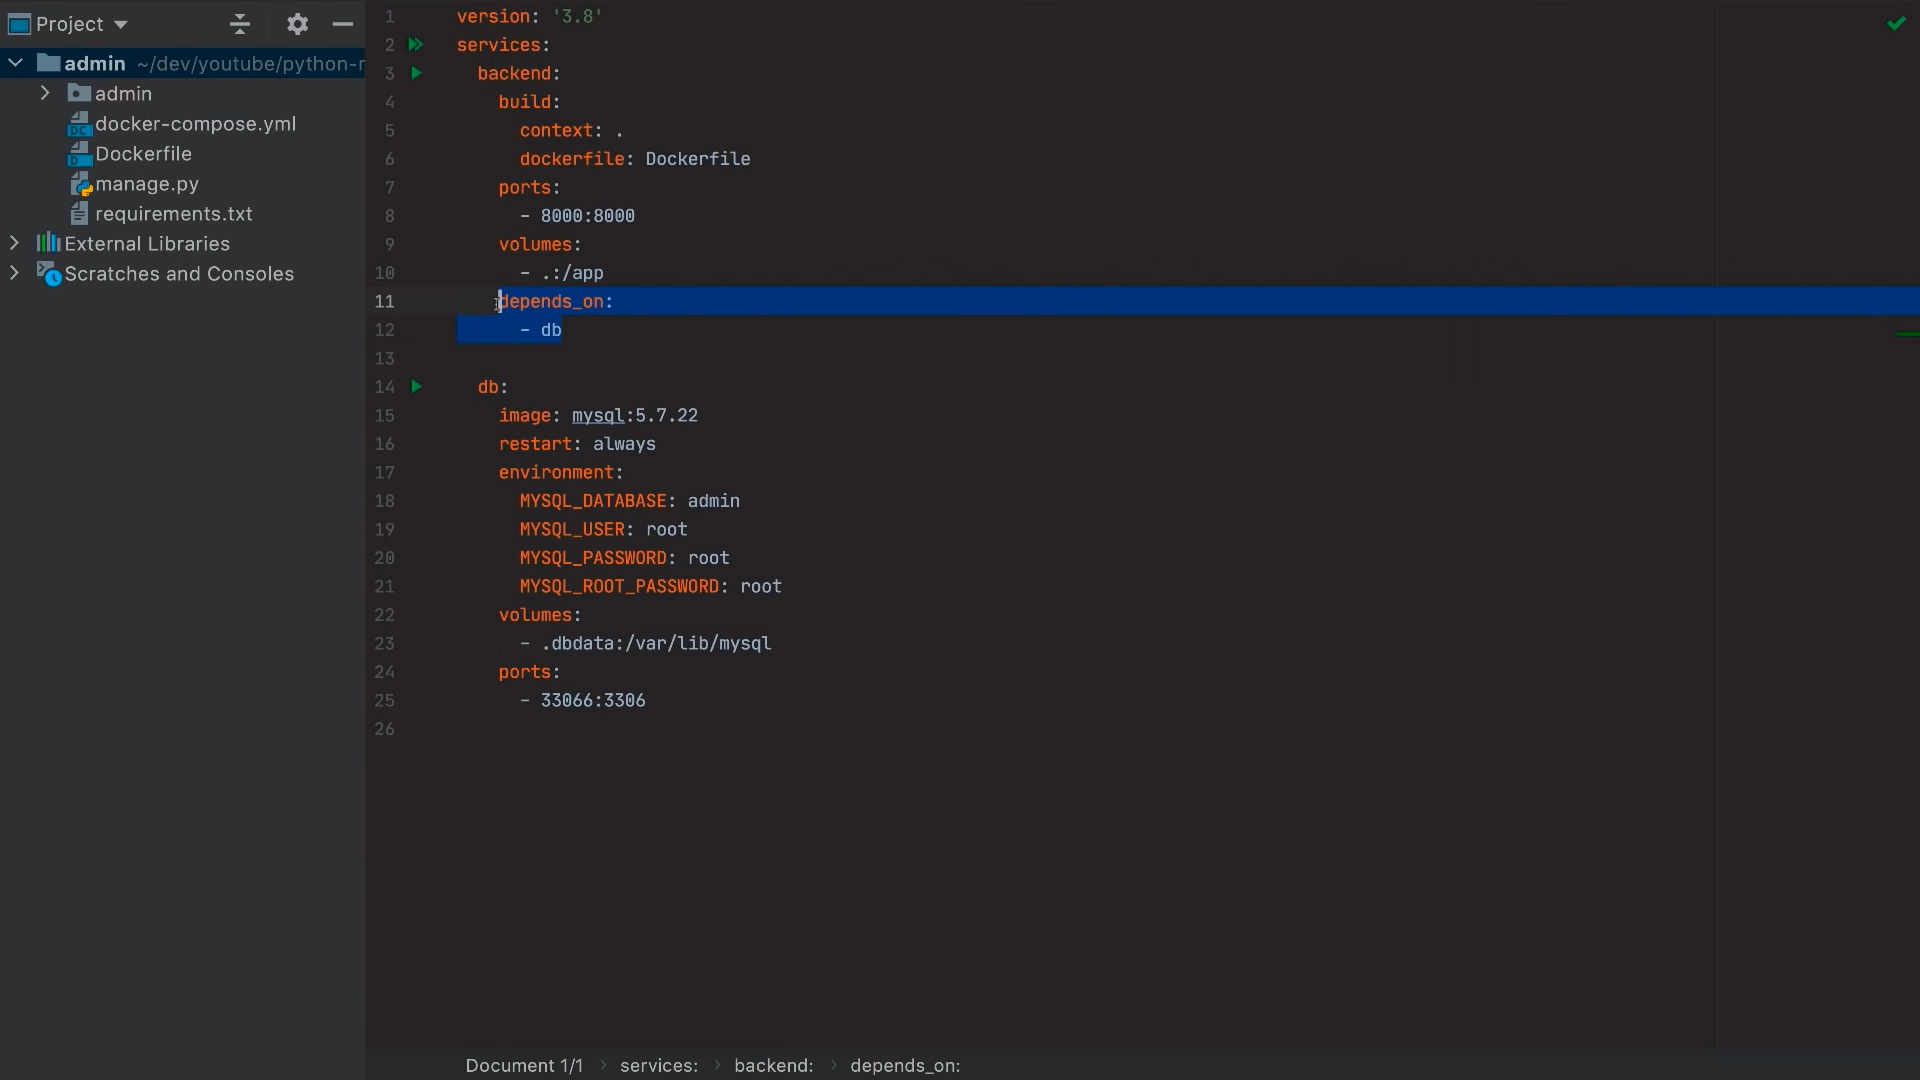 Project
admin ~/dev/youtube/python-r
admin
docker-compose.yml
Dockerfile
manage.py
requirements.txt
External Libraries
Scratches and Consoles
1 version: '3.8'
2 services:
3 backend:
4 build:
5 context: .
6 dockerfile: Dockerfile
7 ports:
8 - 8000:8000
9 volumes:
10 - .:/app
11 depends_on:
12 - db
13
14 db:
15 image: mysql:5.7.22
16 restart: always
17 environment:
18 MYSQL_DATABASE: admin
19 MYSQL_USER: root
20 MYSQL_PASSWORD: root
21 MYSQL_ROOT_PASSWORD: root
22 volumes:
23 - .dbdata:/var/lib/mysql
24 ports:
25 - 33066:3306
26
Document 1/1 › services: › backend: › depends_on: